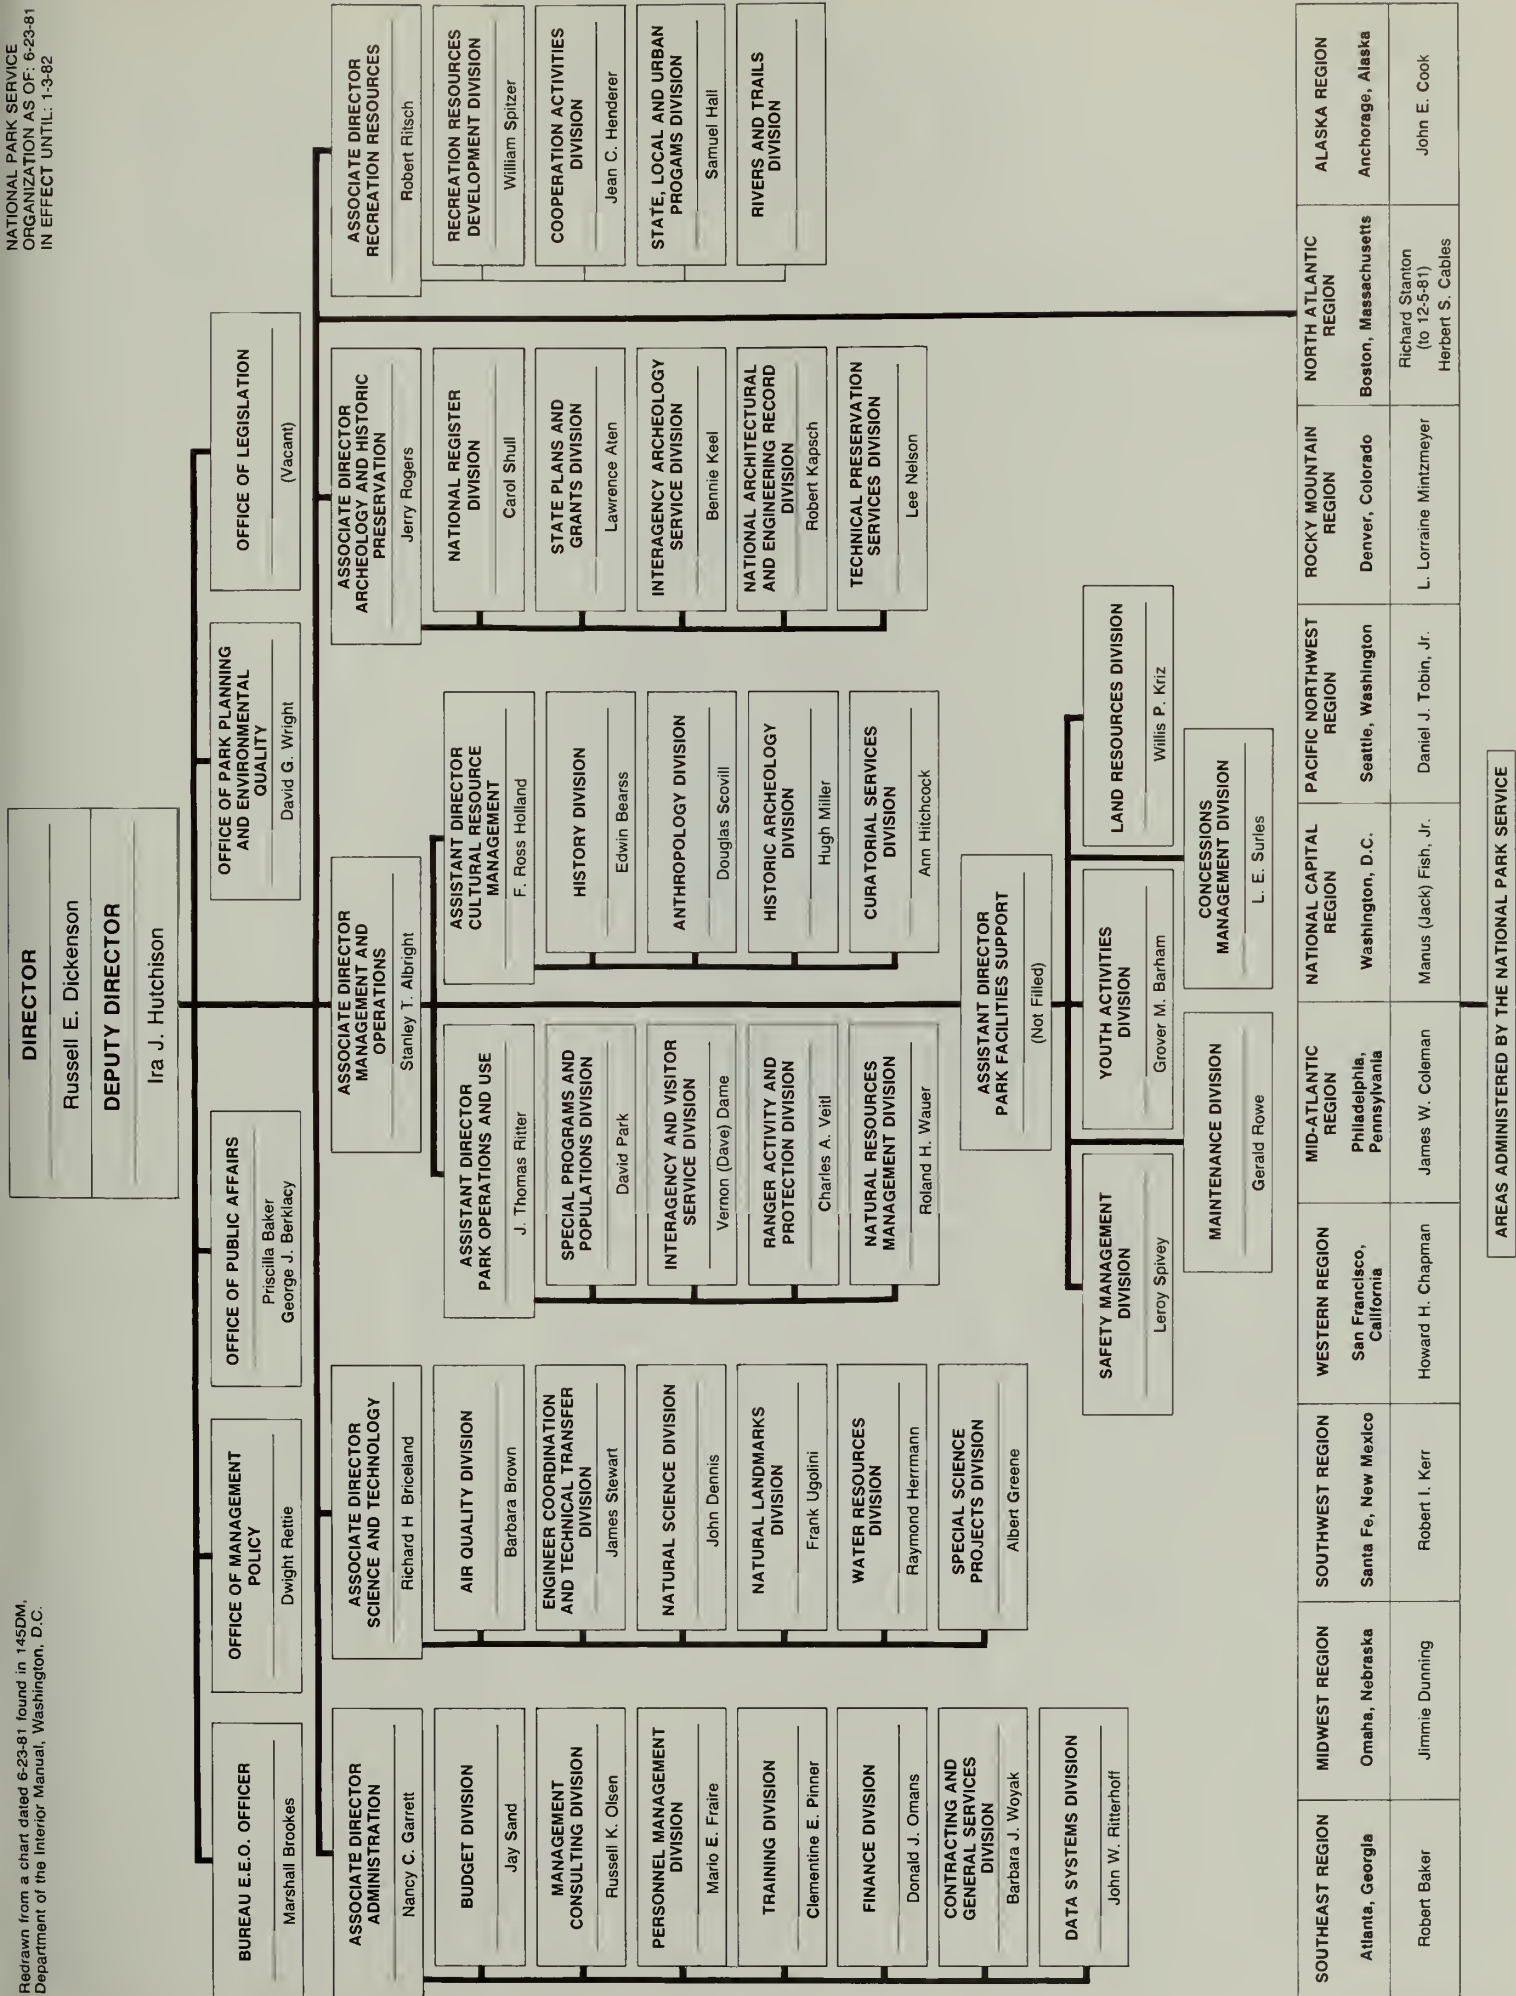 Redrawn from a chart dated 6-23-81 found in 145DM,
Department of the Interior Manual, Washington, D.C.
NATIONAL PARK SERVICE
ORGANIZATION AS OF: 6-23-81
IN EFFECT UNTIL: 1-3-82
DIRECTOR
Russell E. Dickenson
DEPUTY DIRECTOR
Ira J. Hutchison
BUREAU E.E.O. OFFICER
Marshall Brookes
OFFICE OF MANAGEMENT
POLICY
Dwight Rettie
OFFICE OF PUBLIC AFFAIRS
Priscilla Baker
George J. Berklacy
OFFICE OF PARK PLANNING
AND ENVIRONMENTAL
QUALITY
David G. Wright
OFFICE OF LEGISLATION
(Vacant)
ASSOCIATE DIRECTOR
ADMINISTRATION
Nancy C. Garrett
BUDGET DIVISION
Jay Sand
MANAGEMENT
CONSULTING DIVISION
Russell K. Olsen
PERSONNEL MANAGEMENT
DIVISION
Mario E. Fraire
TRAINING DIVISION
Clementine E. Pinner
FINANCE DIVISION
Donald J. Omans
CONTRACTING AND
GENERAL SERVICES
DIVISION
Barbara J. Woyak
DATA SYSTEMS DIVISION
John W. Ritterhoff
ASSOCIATE DIRECTOR
SCIENCE AND TECHNOLOGY
Richard H Briceland
AIR QUALITY DIVISION
Barbara Brown
ENGINEER COORDINATION
AND TECHNICAL TRANSFER
DIVISION
James Stewart
NATURAL SCIENCE DIVISION
John Dennis
NATURAL LANDMARKS
DIVISION
Frank Ugolini
WATER RESOURCES
DIVISION
Raymond Herrmann
SPECIAL SCIENCE
PROJECTS DIVISION
Albert Greene
ASSOCIATE DIRECTOR
MANAGEMENT AND
OPERATIONS
Stanley T. Albright
ASSISTANT DIRECTOR
PARK OPERATIONS AND USE
J. Thomas Ritter
SPECIAL PROGRAMS AND
POPULATIONS DIVISION
David Park
INTERAGENCY AND VISITOR
SERVICE DIVISION
Vernon (Dave) Dame
RANGER ACTIVITY AND
PROTECTION DIVISION
Charles A. Veitl
NATURAL RESOURCES
MANAGEMENT DIVISION
Roland H. Wauer
ASSISTANT DIRECTOR
CULTURAL RESOURCE
MANAGEMENT
F. Ross Holland
HISTORY DIVISION
Edwin Bearss
ANTHROPOLOGY DIVISION
Douglas Scovill
HISTORIC ARCHEOLOGY
DIVISION
Hugh Miller
CURATORIAL SERVICES
DIVISION
Ann Hitchcock
ASSISTANT DIRECTOR
PARK FACILITIES SUPPORT
(Not Filled)
SAFETY MANAGEMENT
DIVISION
Leroy Spivey
YOUTH ACTIVITIES
DIVISION
Grover M. Barham
LAND RESOURCES DIVISION
Willis P. Kriz
MAINTENANCE DIVISION
Gerald Rowe
CONCESSIONS
MANAGEMENT DIVISION
L. E. Surles
ASSOCIATE DIRECTOR
ARCHEOLOGY AND HISTORIC
PRESERVATION
Jerry Rogers
NATIONAL REGISTER
DIVISION
Carol Shull
STATE PLANS AND
GRANTS DIVISION
Lawrence Aten
INTERAGENCY ARCHEOLOGY
SERVICE DIVISION
Bennie Keel
NATIONAL ARCHITECTURAL
AND ENGINEERING RECORD
DIVISION
Robert Kapsch
TECHNICAL PRESERVATION
SERVICES DIVISION
Lee Nelson
ASSOCIATE DIRECTOR
RECREATION RESOURCES
Robert Ritsch
RECREATION RESOURCES
DEVELOPMENT DIVISION
William Spitzer
COOPERATION ACTIVITIES
DIVISION
Jean C. Henderer
STATE, LOCAL AND URBAN
PROGAMS DIVISION
Samuel Hall
RIVERS AND TRAILS
DIVISION
SOUTHEAST REGION
Atlanta, Georgia
Robert Baker
MIDWEST REGION
Omaha, Nebraska
Jimmie Dunning
SOUTHWEST REGION
Santa Fe, New Mexico
Robert I. Kerr
WESTERN REGION
San Francisco,
California
Howard H. Chapman
MID-ATLANTIC
REGION
Philadelphia,
Pennsylvania
James W. Coleman
NATIONAL CAPITAL
REGION
Washington, D.C.
Manus (Jack) Fish, Jr.
PACIFIC NORTHWEST
REGION
Seattle, Washington
Daniel J. Tobin, Jr.
ROCKY MOUNTAIN
REGION
Denver, Colorado
L. Lorraine Mintzmeyer
NORTH ATLANTIC
REGION
Boston, Massachusetts
Richard Stanton
(to 12-5-81)
Herbert S. Cables
ALASKA REGION
Anchorage, Alaska
John E. Cook
AREAS ADMINISTERED BY THE NATIONAL PARK SERVICE